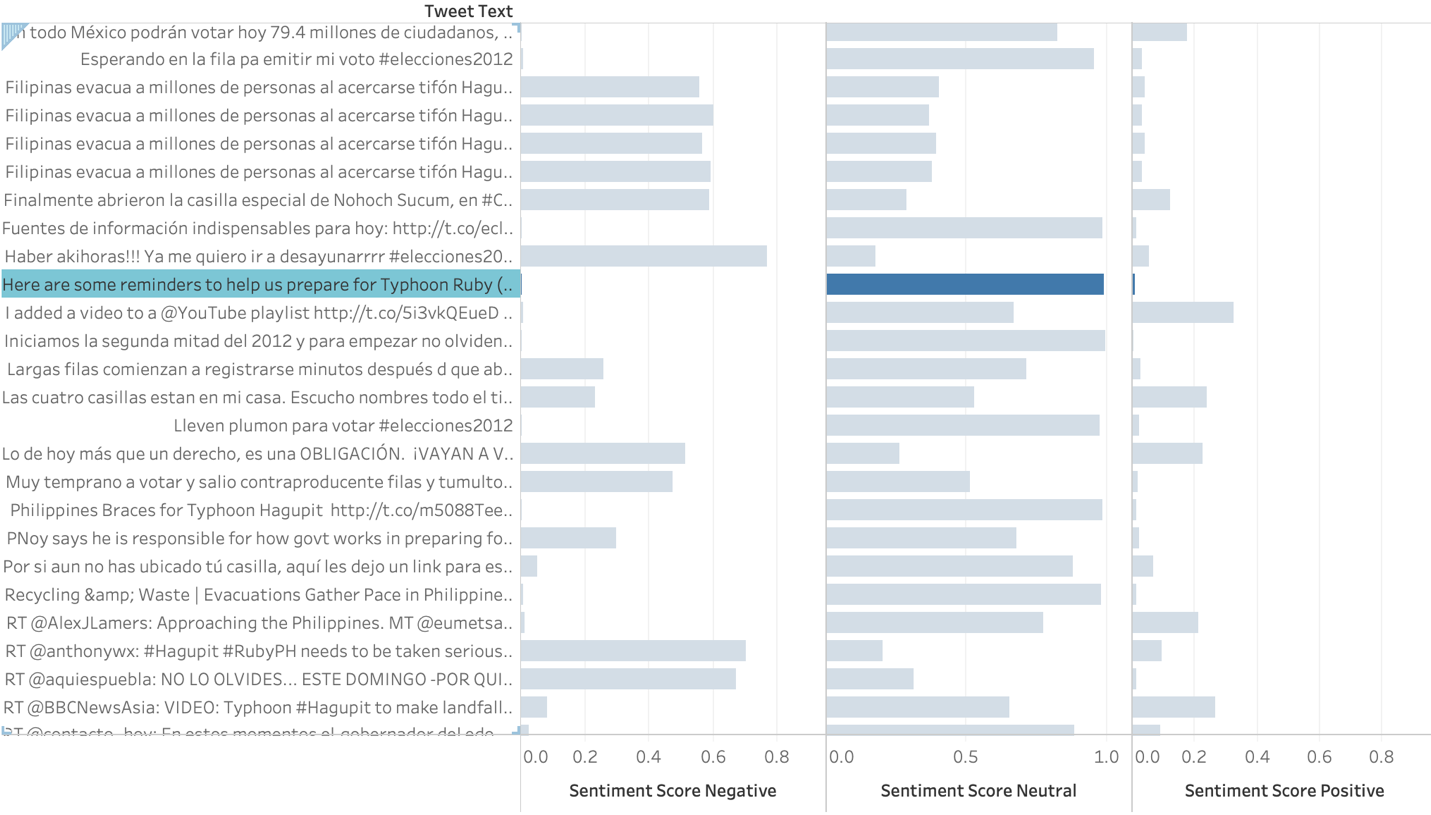 Tweet Text
n todo México podrán votar hoy 79.4 millones de ciudadanos, ..
Esperando en la fila pa emitir mi voto #elecciones2012
Filipinas evacua a millones de personas al acercarse tifón Hagu..
Filipinas evacua a millones de personas al acercarse tifón Hagu..
Filipinas evacua a millones de personas al acercarse tifón Hagu..
Filipinas evacua a millones de personas al acercarse tifón Hagu..
Finalmente abrieron la casilla especial de Nohoch Sucum, en #C..
Fuentes de información indispensables para hoy: http://t.co/ecl..
Haber akihoras!!! Ya me quiero ir a desayunarrrr #elecciones20..
Here are some reminders to help us prepare for Typhoon Ruby (..
I added a video to a @YouTube playlist http://t.co/5i3vkQEueD ..
Iniciamos la segunda mitad del 2012 y para empezar no olviden..
Largas filas comienzan a registrarse minutos después d que ab..
Las cuatro casillas estan en mi casa. Escucho nombres todo el ti..
Lleven plumon para votar #elecciones2012
Lo de hoy más que un derecho, es una OBLIGACIÓN. ¡VAYAN A V..
Muy temprano a votar y salio contraproducente filas y tumulto..
Philippines Braces for Typhoon Hagupit http://t.co/m5088Tee..
PNoy says he is responsible for how govt works in preparing fo..
Por si aun no has ubicado tú casilla, aquí les dejo un link para es..
Recycling &amp; Waste | Evacuations Gather Pace in Philippine..
RT @AlexJLamers: Approaching the Philippines. MT @eumetsa..
RT @anthonywx: #Hagupit #RubyPH needs to be taken serious..
RT @aquiespuebla: NO LO OLVIDES... ESTE DOMINGO -POR QUI..
RT @BBCNewsAsia: VIDEO: Typhoon #Hagupit to make landfall..
RT @contacto_hoy: En estos momentos el gobernador del edo...
0.0 0.2 0.4 0.6 0.8 0.0 0.5 1.0 0.0 0.2 0.4 0.6 0.8
Sentiment Score Negative Sentiment Score Neutral Sentiment Score Positive